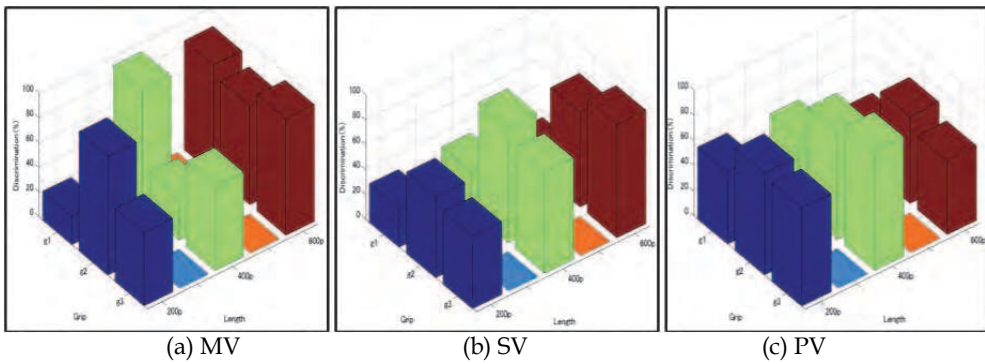 100
80
60
40
20
0
Discrimination(%)
g1
g2
g3
Grip
200p
400p
600p
Length
(a) MV
100
80
60
40
20
0
Discrimination(%)
g1
g2
g3
Grip
200p
400p
600p
Length
(b) SV
100
80
60
40
20
0
Discrimination(%)
g1
g2
g3
Grip
200p
400p
600p
Length
(c) PV